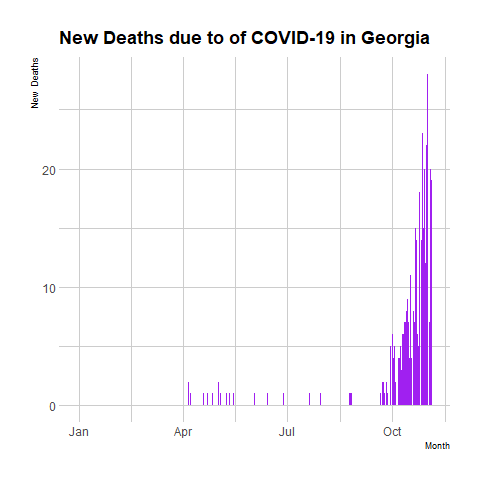 New Deaths due to of COVID-19 in Georgia
New Deaths
20
10
0
Jan Apr Jul Oct
Month